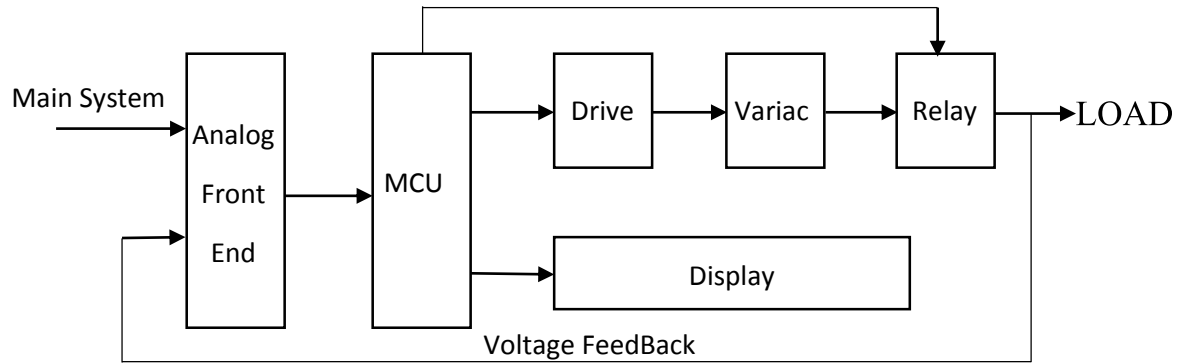 Main System
Analog
Front
End
MCU
Drive
Variac
Relay
LOAD
Display
Voltage FeedBack